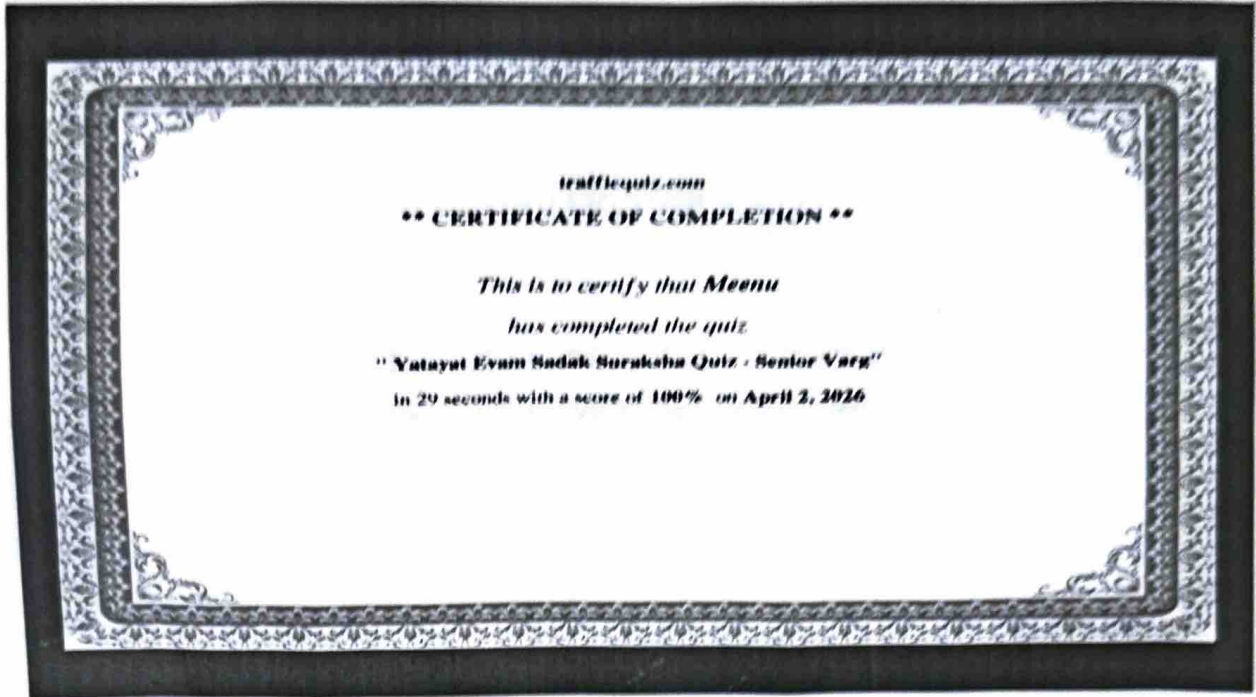 trafficquiz.com
** CERTIFICATE OF COMPLETION **
This is to certify that Meenu
has completed the quiz
" Yatayat Evam Sadak Suraksha Quiz - Senior Varg"
in 29 seconds with a score of 100% on April 2, 2026